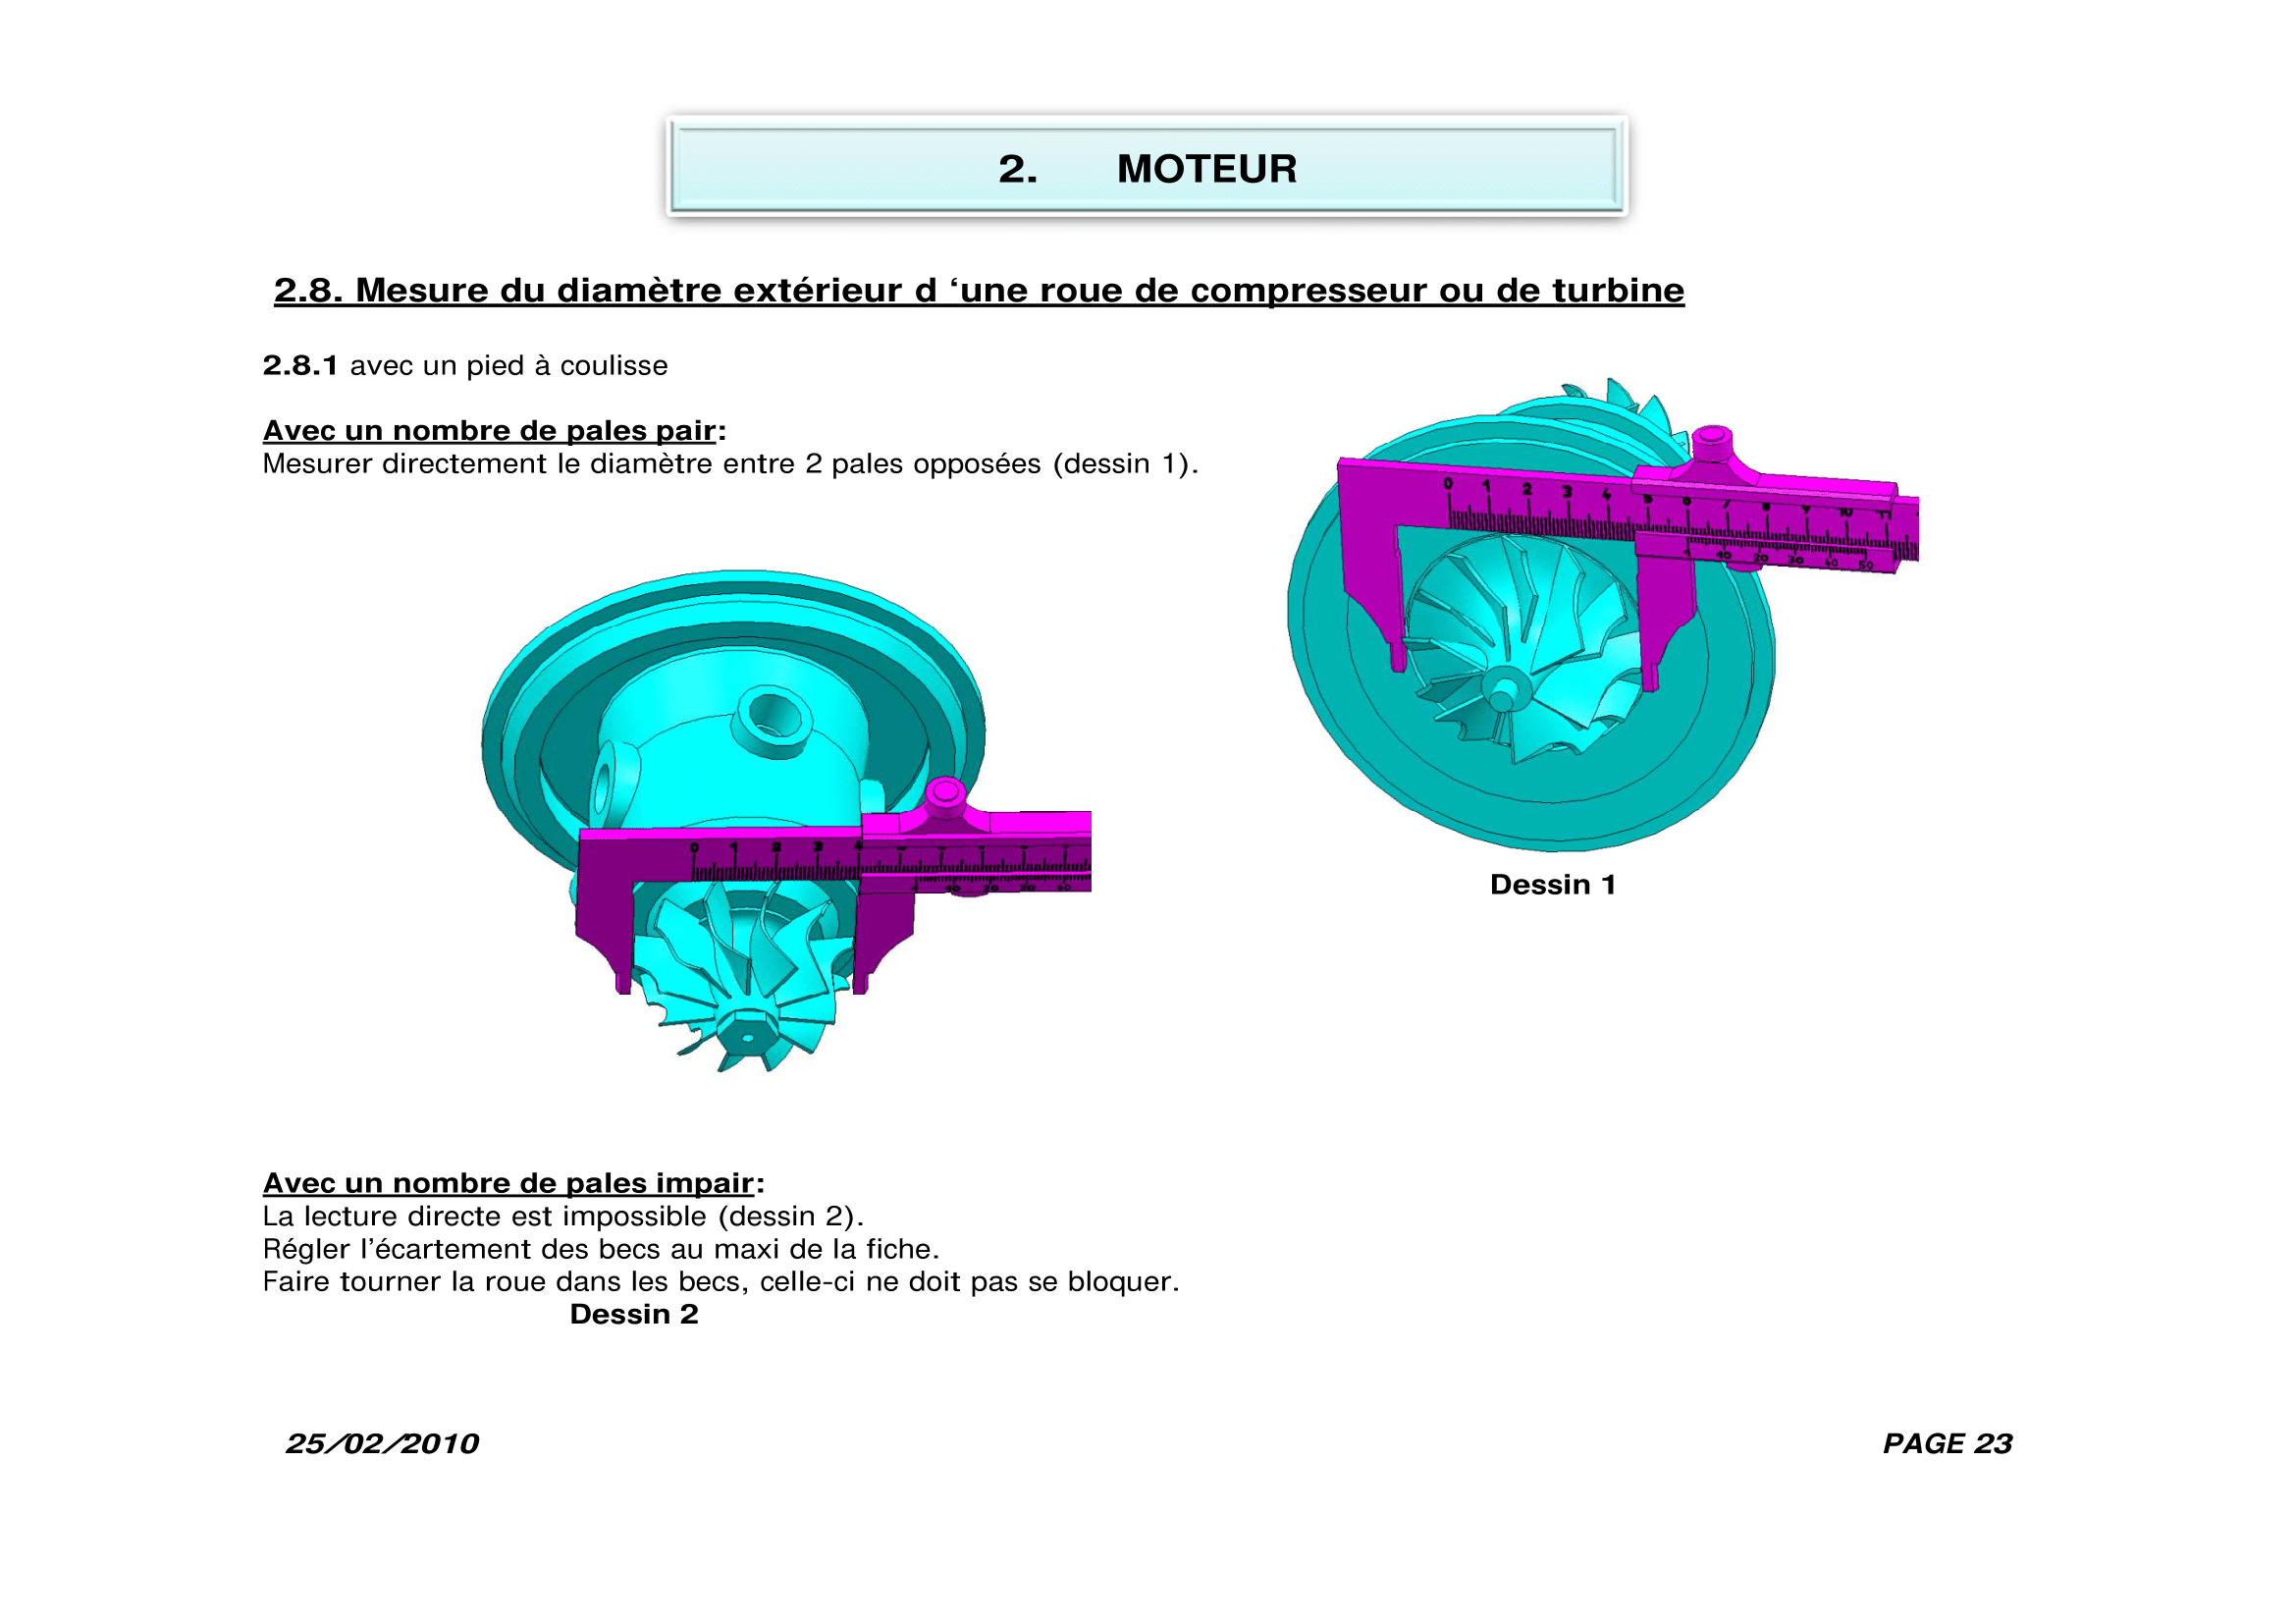 2. MOTEUR
2.8. Mesure du diamètre extérieur d ‘une roue de compresseur ou de turbine
2.8.1 avec un pied à coulisse
Avec un nombre de pales pair:
Mesurer directement le diamètre entre 2 pales opposées (dessin 1).
0 1 2 3 4 5 6 7 8 9 10 11
10 20 30 40 50
Dessin 1
0 1 2 3 4
10 20 30 40
Avec un nombre de pales impair:
La lecture directe est impossible (dessin 2).
Régler l’écartement des becs au maxi de la fiche.
Faire tourner la roue dans les becs, celle-ci ne doit pas se bloquer.
Dessin 2
25/02/2010
PAGE 23